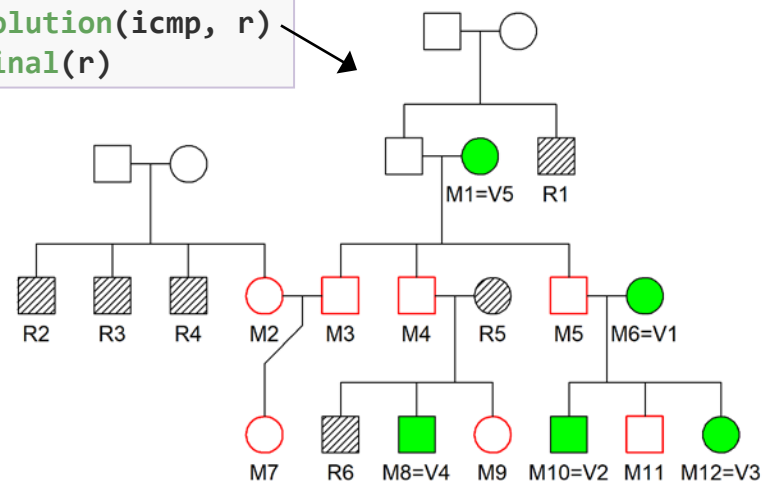 olution(icmp, r)
inal(r)
M1=V5 R1
R2 R3 R4 M2 M3 M4 R5 M5 M6=V1
M7 R6 M8=V4 M9 M10=V2 M11 M12=V3